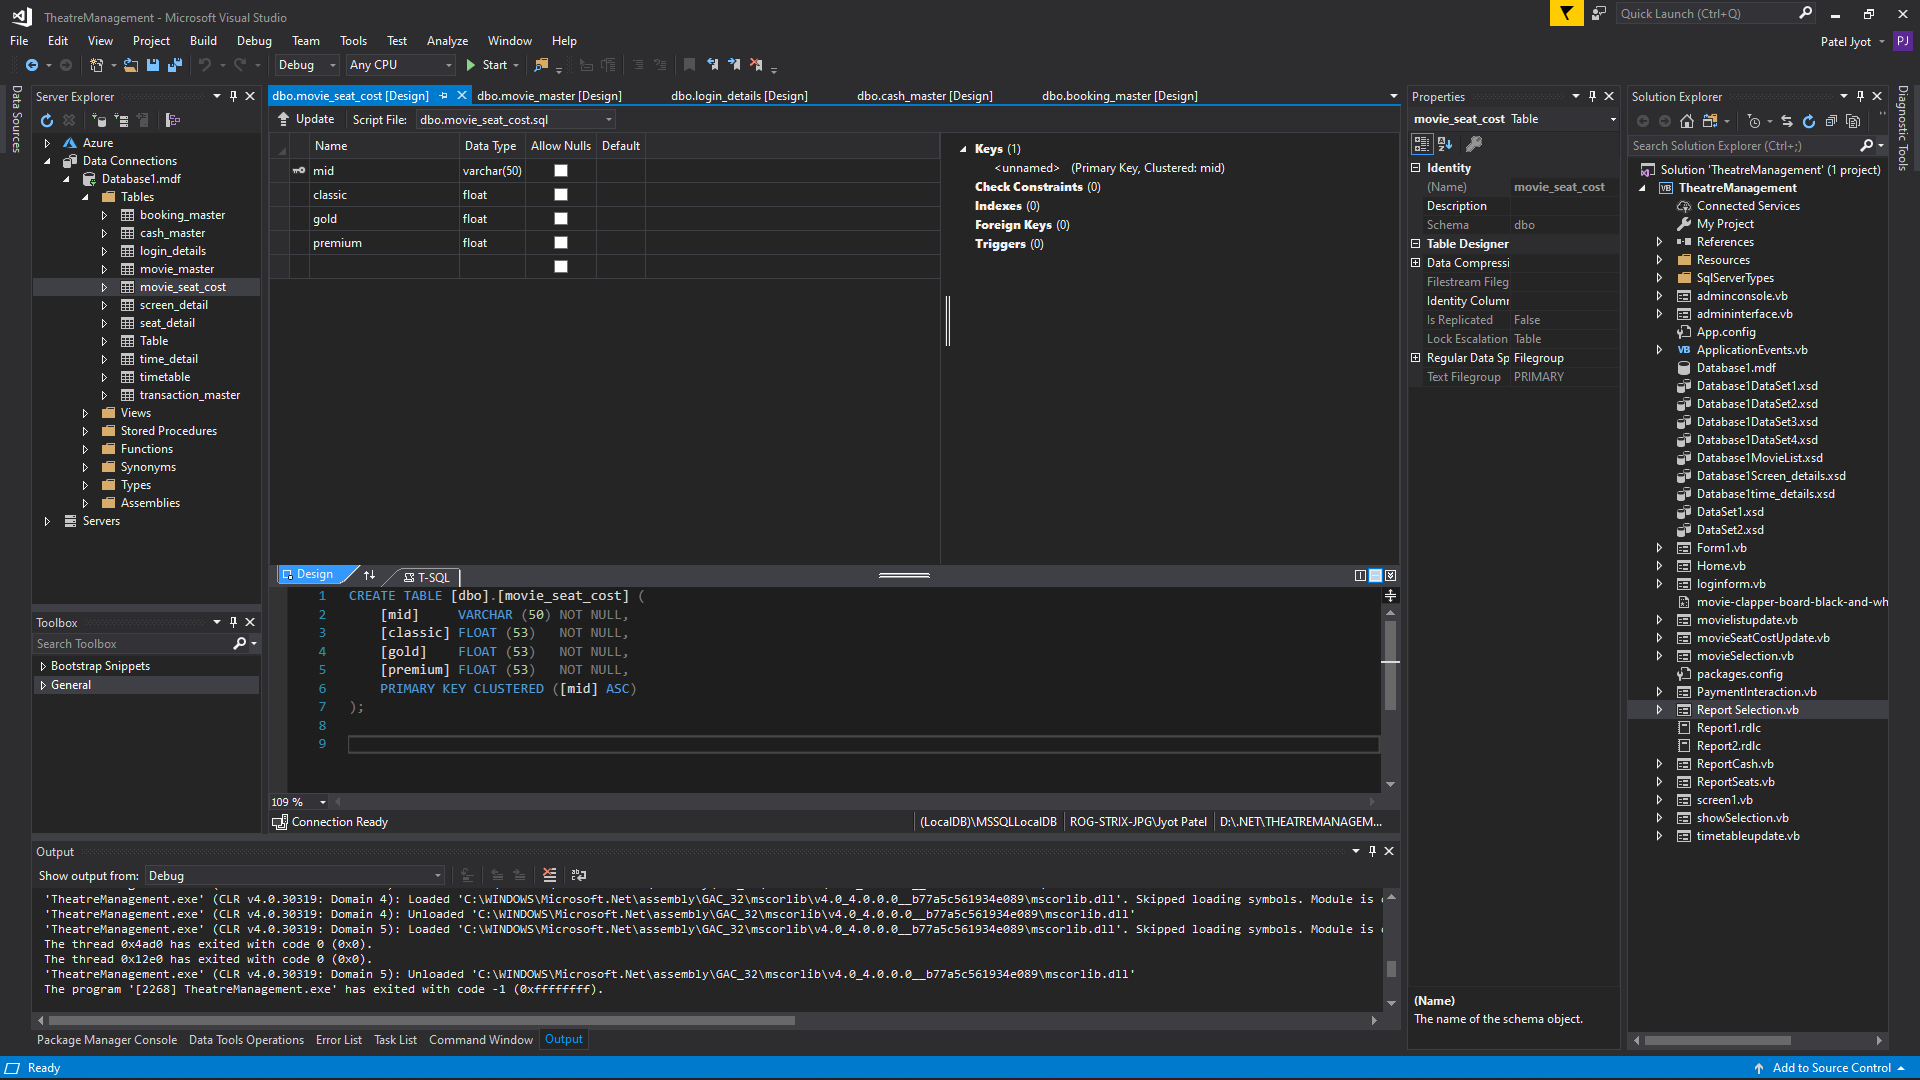 TheatreManagement - Microsoft Visual Studio
Quick Launch (Ctrl+Q)
File Edit View Project Build Debug Team Tools Test Analyze Window Help
Patel Jyot PJ
Debug Any CPU Start
Data Sources
Server Explorer
Azure
Data Connections
Database1.mdf
Tables
booking_master
cash_master
login_details
movie_master
movie_seat_cost
screen_detail
seat_detail
Table
time_detail
timetable
transaction_master
Views
Stored Procedures
Functions
Synonyms
Types
Assemblies
Servers
Toolbox
Search Toolbox
Bootstrap Snippets
General
dbo.movie_seat_cost [Design] dbo.movie_master [Design] dbo.login_details [Design] dbo.cash_master [Design] dbo.booking_master [Design]
Update Script File: dbo.movie_seat_cost.sql
Name Data Type Allow Nulls Default
mid varchar(50)
classic float
gold float
premium float
Keys (1)
<unnamed> (Primary Key, Clustered: mid)
Check Constraints (0)
Indexes (0)
Foreign Keys (0)
Triggers (0)
Design T-SQL
1 CREATE TABLE [dbo].[movie_seat_cost] (
2 [mid] VARCHAR (50) NOT NULL,
3 [classic] FLOAT (53) NOT NULL,
4 [gold] FLOAT (53) NOT NULL,
5 [premium] FLOAT (53) NOT NULL,
6 PRIMARY KEY CLUSTERED ([mid] ASC)
7 );
8
9
109 %
Connection Ready (LocalDB)\MSSQLLocalDB ROG-STRIX-JPG\Jyot Patel D:\.NET\THEATREMANAGEM...
Output
Show output from: Debug
'TheatreManagement.exe' (CLR v4.0.30319: Domain 4): Loaded 'C:\WINDOWS\Microsoft.Net\assembly\GAC_32\mscorlib\v4.0_4.0.0.0__b77a5c561934e089\mscorlib.dll'. Skipped loading symbols. Module is
'TheatreManagement.exe' (CLR v4.0.30319: Domain 4): Unloaded 'C:\WINDOWS\Microsoft.Net\assembly\GAC_32\mscorlib\v4.0_4.0.0.0__b77a5c561934e089\mscorlib.dll'
'TheatreManagement.exe' (CLR v4.0.30319: Domain 5): Loaded 'C:\WINDOWS\Microsoft.Net\assembly\GAC_32\mscorlib\v4.0_4.0.0.0__b77a5c561934e089\mscorlib.dll'. Skipped loading symbols. Module is
The thread 0x4ad0 has exited with code 0 (0x0).
The thread 0x12e0 has exited with code 0 (0x0).
'TheatreManagement.exe' (CLR v4.0.30319: Domain 5): Unloaded 'C:\WINDOWS\Microsoft.Net\assembly\GAC_32\mscorlib\v4.0_4.0.0.0__b77a5c561934e089\mscorlib.dll'
The program '[2268] TheatreManagement.exe' has exited with code -1 (0xffffffff).
Package Manager Console Data Tools Operations Error List Task List Command Window Output
Properties
movie_seat_cost Table
Identity
(Name) movie_seat_cost
Description
Schema dbo
Table Designer
Data Compressi
Filestream Fileg
Identity Colum
Is Replicated False
Lock Escalation Table
Regular Data Sp Filegroup
Text Filegroup PRIMARY
(Name)
The name of the schema object.
Solution Explorer
Search Solution Explorer (Ctrl+;)
Solution 'TheatreManagement' (1 project)
TheatreManagement
Connected Services
My Project
References
Resources
SqlServerTypes
adminconsole.vb
admininterface.vb
App.config
ApplicationEvents.vb
Database1.mdf
Database1DataSet1.xsd
Database1DataSet2.xsd
Database1DataSet3.xsd
Database1DataSet4.xsd
Database1MovieList.xsd
Database1Screen_details.xsd
Database1time_details.xsd
DataSet1.xsd
DataSet2.xsd
Form1.vb
Home.vb
loginform.vb
movie-clapper-board-black-and-wh
movielistupdate.vb
movieSeatCostUpdate.vb
movieSelection.vb
packages.config
PaymentInteraction.vb
Report Selection.vb
Report1.rdlc
Report2.rdlc
ReportCash.vb
ReportSeats.vb
screen1.vb
showSelection.vb
timetableupdate.vb
Diagnostic Tools
Ready Add to Source Control